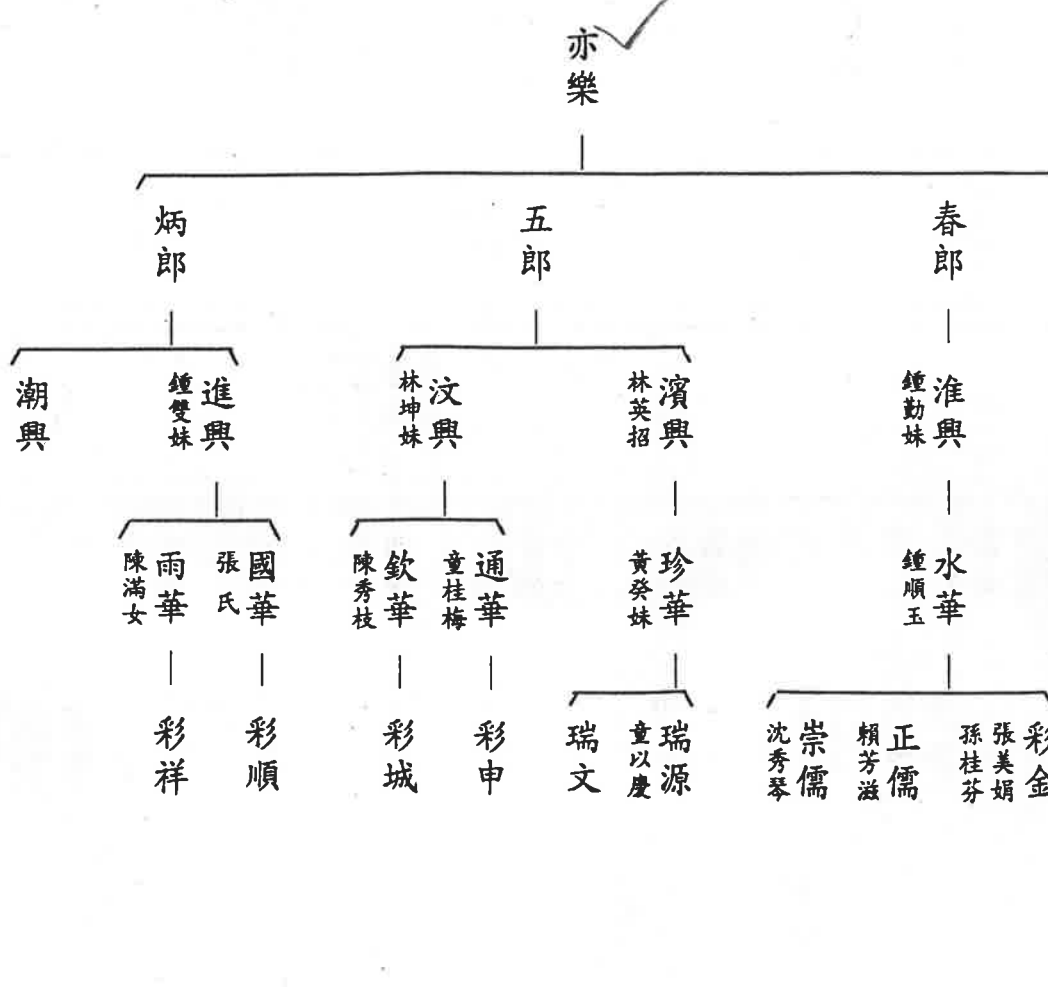 亦樂
春郎
五郎
炳郎
淮興
鍾勤妹
濱興
林英招
汶興
林坤妹
進興
鍾雙妹
潮興
水華
鍾順玉
珍華
黃癸妹
通華
童桂梅
欽華
陳秀枝
國華
張氏
雨華
陳滿女
彩金
張美娟
孫桂芬
正儒
賴芳滋
崇儒
沈秀琴
瑞源
童以慶
瑞文
彩申
彩城
彩順
彩祥